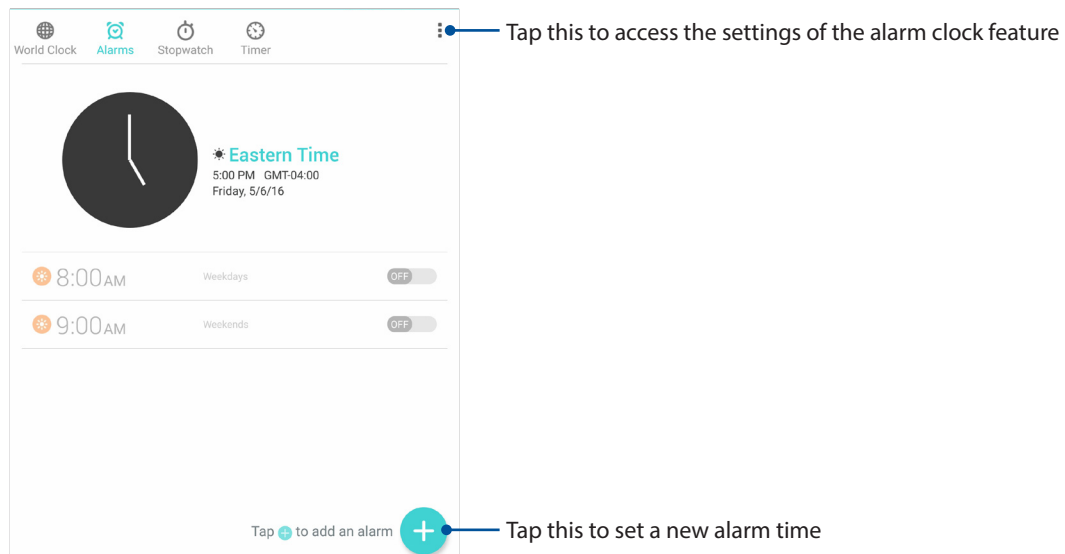 World Clock Alarms Stopwatch Timer
Tap this to access the settings of the alarm clock feature
Eastern Time
5:00 PM GMT-04:00
Friday, 5/6/16
8:00AM Weekdays OFF
9:00AM Weekends OFF
Tap + to add an alarm +
Tap this to set a new alarm time